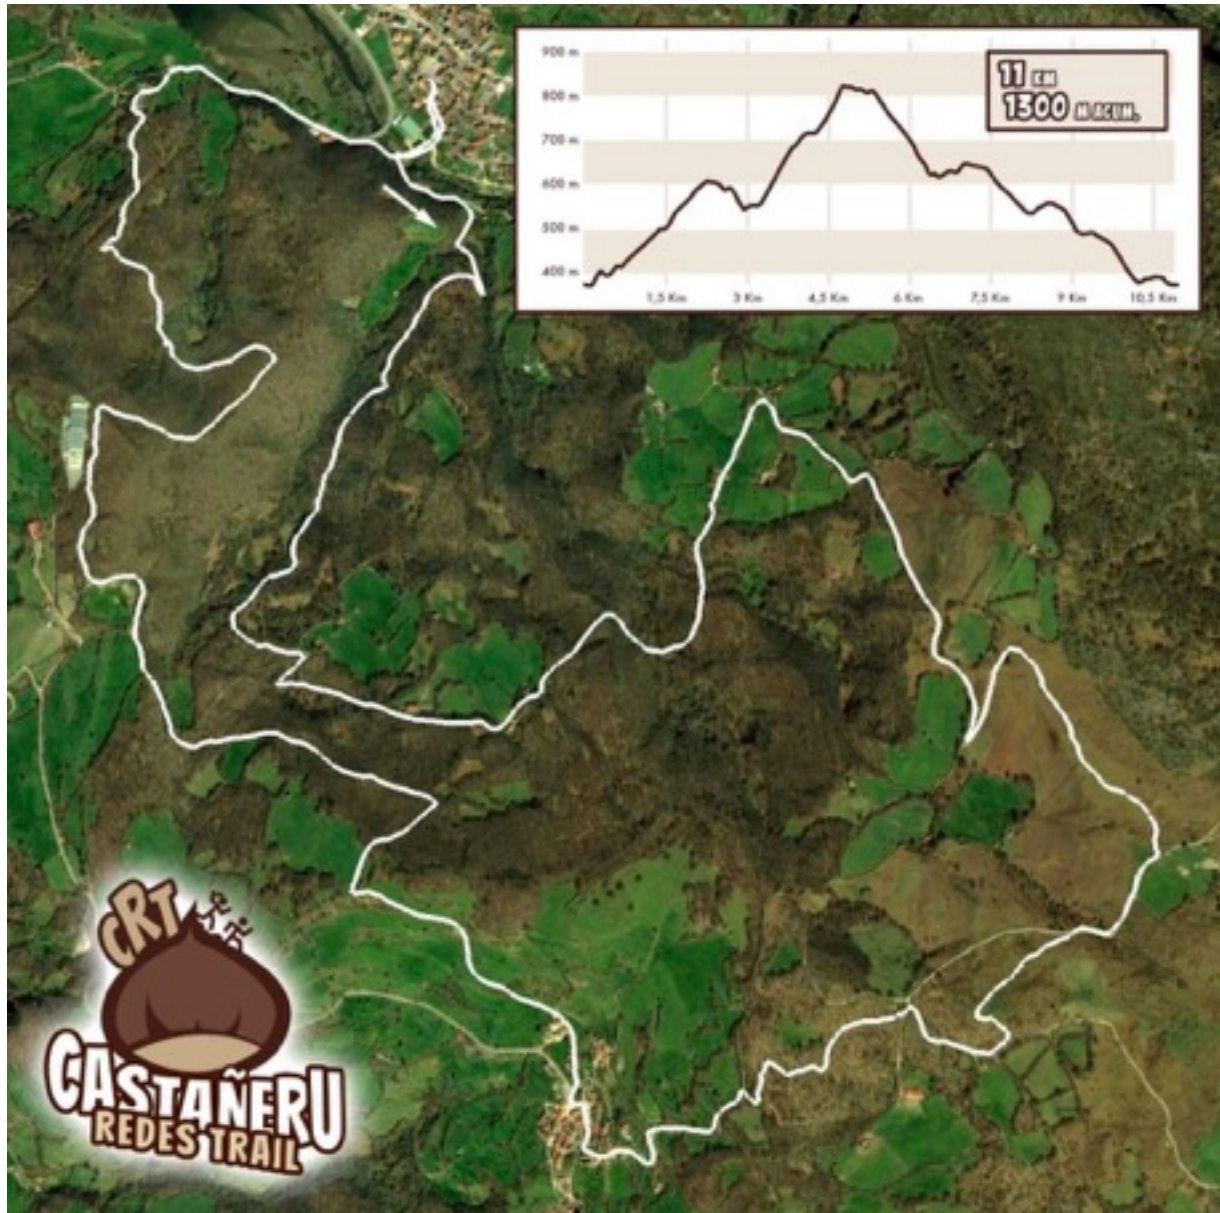 900 m
800 m
700 m
600 m
500 m
400 m
1,5 Km
3 Km
4,5 Km
6 Km
7,5 Km
9 Km
10,5 Km
11 KM
1300 M ACUM.
CRT
CASTAÑERU
REDES TRAIL